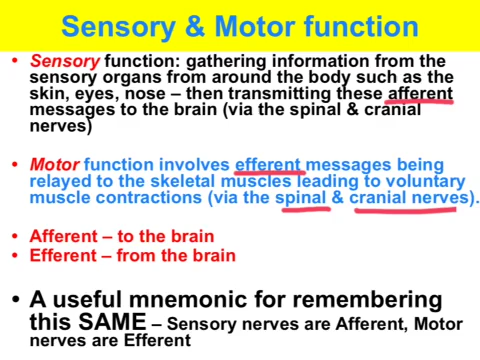 Sensory & Motor function
• Sensory function: gathering information from the
sensory organs from around the body such as the
skin, eyes, nose – then transmitting these afferent
messages to the brain (via the spinal & cranial
nerves)
• Motor function involves efferent messages being
relayed to the skeletal muscles leading to voluntary
muscle contractions (via the spinal & cranial nerves).
• Afferent – to the brain
• Efferent – from the brain
• A useful mnemonic for remembering
this SAME – Sensory nerves are Afferent, Motor
nerves are Efferent